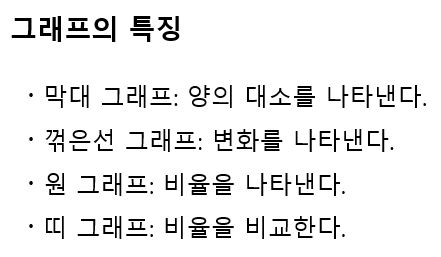 그래프의 특징
· 막대 그래프: 양의 대소를 나타낸다.
· 꺾은선 그래프: 변화를 나타낸다.
· 원 그래프: 비율을 나타낸다.
· 띠 그래프: 비율을 비교한다.